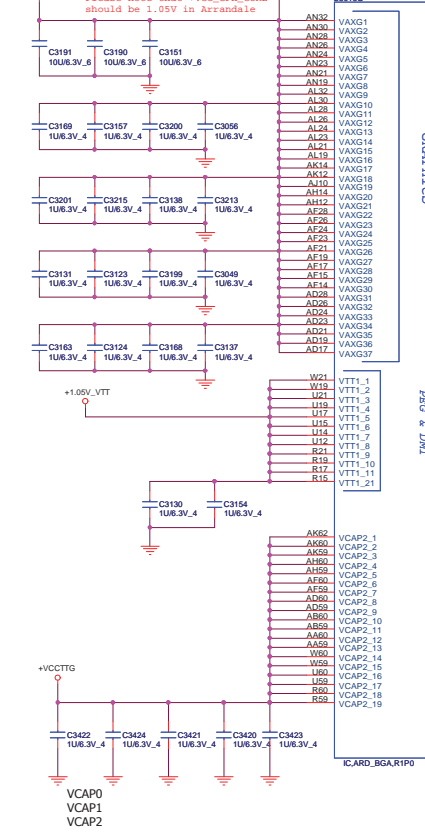 should be 1.05V in Arrandale
C3191
10U/6.3V_6
C3190
10U/6.3V_6
C3151
10U/6.3V_6
C3169
1U/6.3V_4
C3157
1U/6.3V_4
C3200
1U/6.3V_4
C3056
1U/6.3V_4
C3201
1U/6.3V_4
C3215
1U/6.3V_4
C3138
1U/6.3V_4
C3213
1U/6.3V_4
C3131
1U/6.3V_4
C3123
1U/6.3V_4
C3199
1U/6.3V_4
C3049
1U/6.3V_4
C3163
1U/6.3V_4
C3124
1U/6.3V_4
C3168
1U/6.3V_4
C3137
1U/6.3V_4
AN32 VAXG1
AN30 VAXG2
AN28 VAXG3
AN26 VAXG4
AN24 VAXG5
AN23 VAXG6
AN21 VAXG7
AN19 VAXG8
AL32 VAXG9
AL30 VAXG10
AL28 VAXG11
AL26 VAXG12
AL24 VAXG13
AL23 VAXG14
AL21 VAXG15
AL19 VAXG16
AK14 VAXG17
AK12 VAXG18
AJ10 VAXG19
AH14 VAXG20
AH12 VAXG21
AF28 VAXG22
AF26 VAXG23
AF24 VAXG24
AF23 VAXG25
AF21 VAXG26
AF19 VAXG27
AF17 VAXG28
AF15 VAXG29
AF14 VAXG30
AD28 VAXG31
AD26 VAXG32
AD24 VAXG33
AD23 VAXG34
AD21 VAXG35
AD19 VAXG36
AD17 VAXG37
+1.05V_VTT
W21 VTT1_1
W19 VTT1_2
U21 VTT1_3
U19 VTT1_4
U17 VTT1_5
U15 VTT1_6
U14 VTT1_7
U12 VTT1_8
R21 VTT1_9
R19 VTT1_10
R17 VTT1_11
R15 VTT1_21
PEG & DMI
C3130
1U/6.3V_4
C3154
1U/6.3V_4
AK62 VCAP2_1
AK60 VCAP2_2
AK59 VCAP2_3
AH60 VCAP2_4
AH59 VCAP2_5
AF60 VCAP2_6
AF59 VCAP2_7
AD60 VCAP2_8
AD59 VCAP2_9
AB60 VCAP2_10
AB59 VCAP2_11
AA60 VCAP2_12
AA59 VCAP2_13
W60 VCAP2_14
W59 VCAP2_15
U60 VCAP2_16
U59 VCAP2_17
R60 VCAP2_18
R59 VCAP2_19
+VCCTTG
C3422
1U/6.3V_4
C3424
1U/6.3V_4
C3421
1U/6.3V_4
C3420
1U/6.3V_4
C3423
1U/6.3V_4
IC,ARD_BGA,R1P0
VCAP0
VCAP1
VCAP2